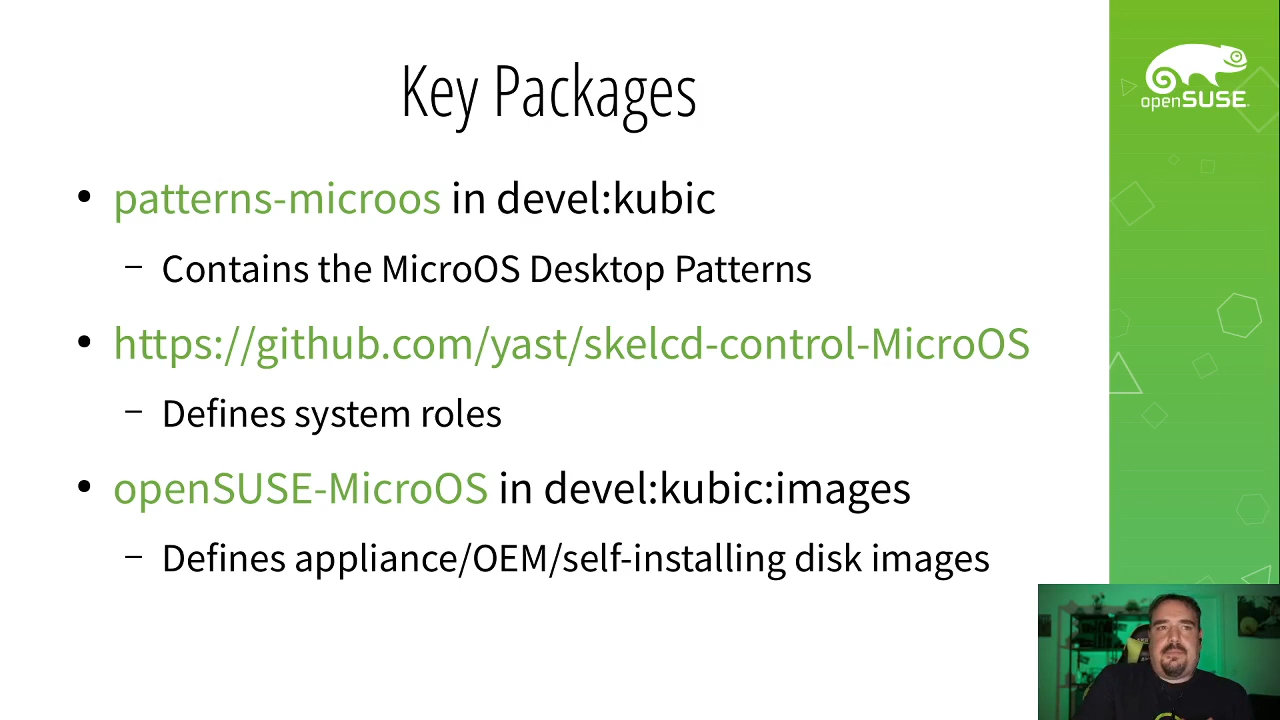 Key Packages
openSUSE
• patterns-microos in devel:kubic
– Contains the MicroOS Desktop Patterns
• https://github.com/yast/skelcd-control-MicroOS
– Defines system roles
• openSUSE-MicroOS in devel:kubic:images
– Defines appliance/OEM/self-installing disk images